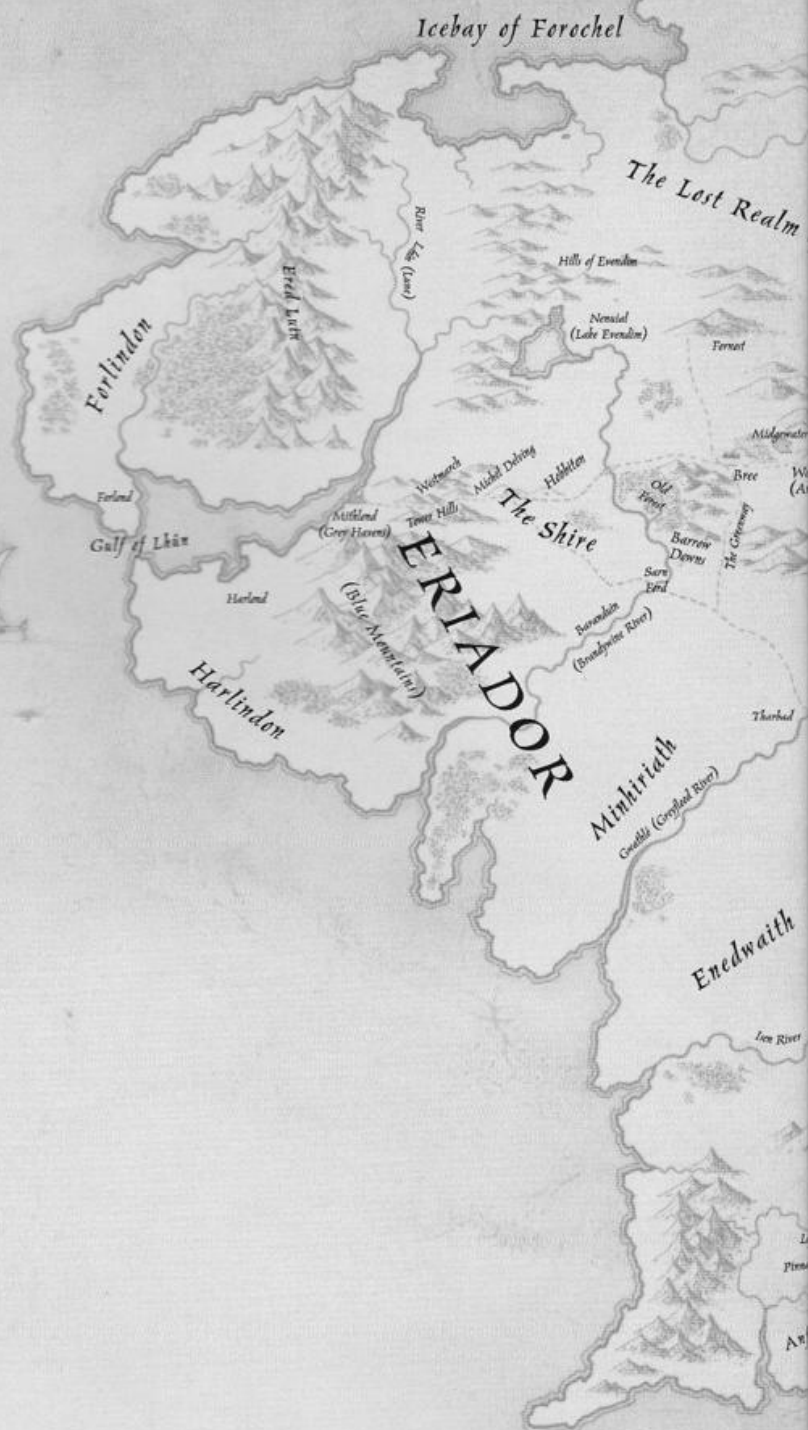 Icebay of Forochel
The Lost Realm
River Lhûn (Lune)
Hills of Evendim
Ered Luin
Nenuial
(Lake Evendim)
Forlindon
Fornost
Midgewater
Westmarch
Michel Delving
Hobbiton
Bree
Old
Forest
The Shire
Forlond
Mithlond
(Grey Havens)
Tower Hills
The Greenway
Gulf of Lhûn
Barrow
Downs
Sarn
Ford
ERIADOR
Harlond
(Blue Mountains)
Baranduin
(Brandywine River)
Harlindon
Tharbad
Minhiriath
Gwathló (Greyflood River)
Enedwaith
Isen River